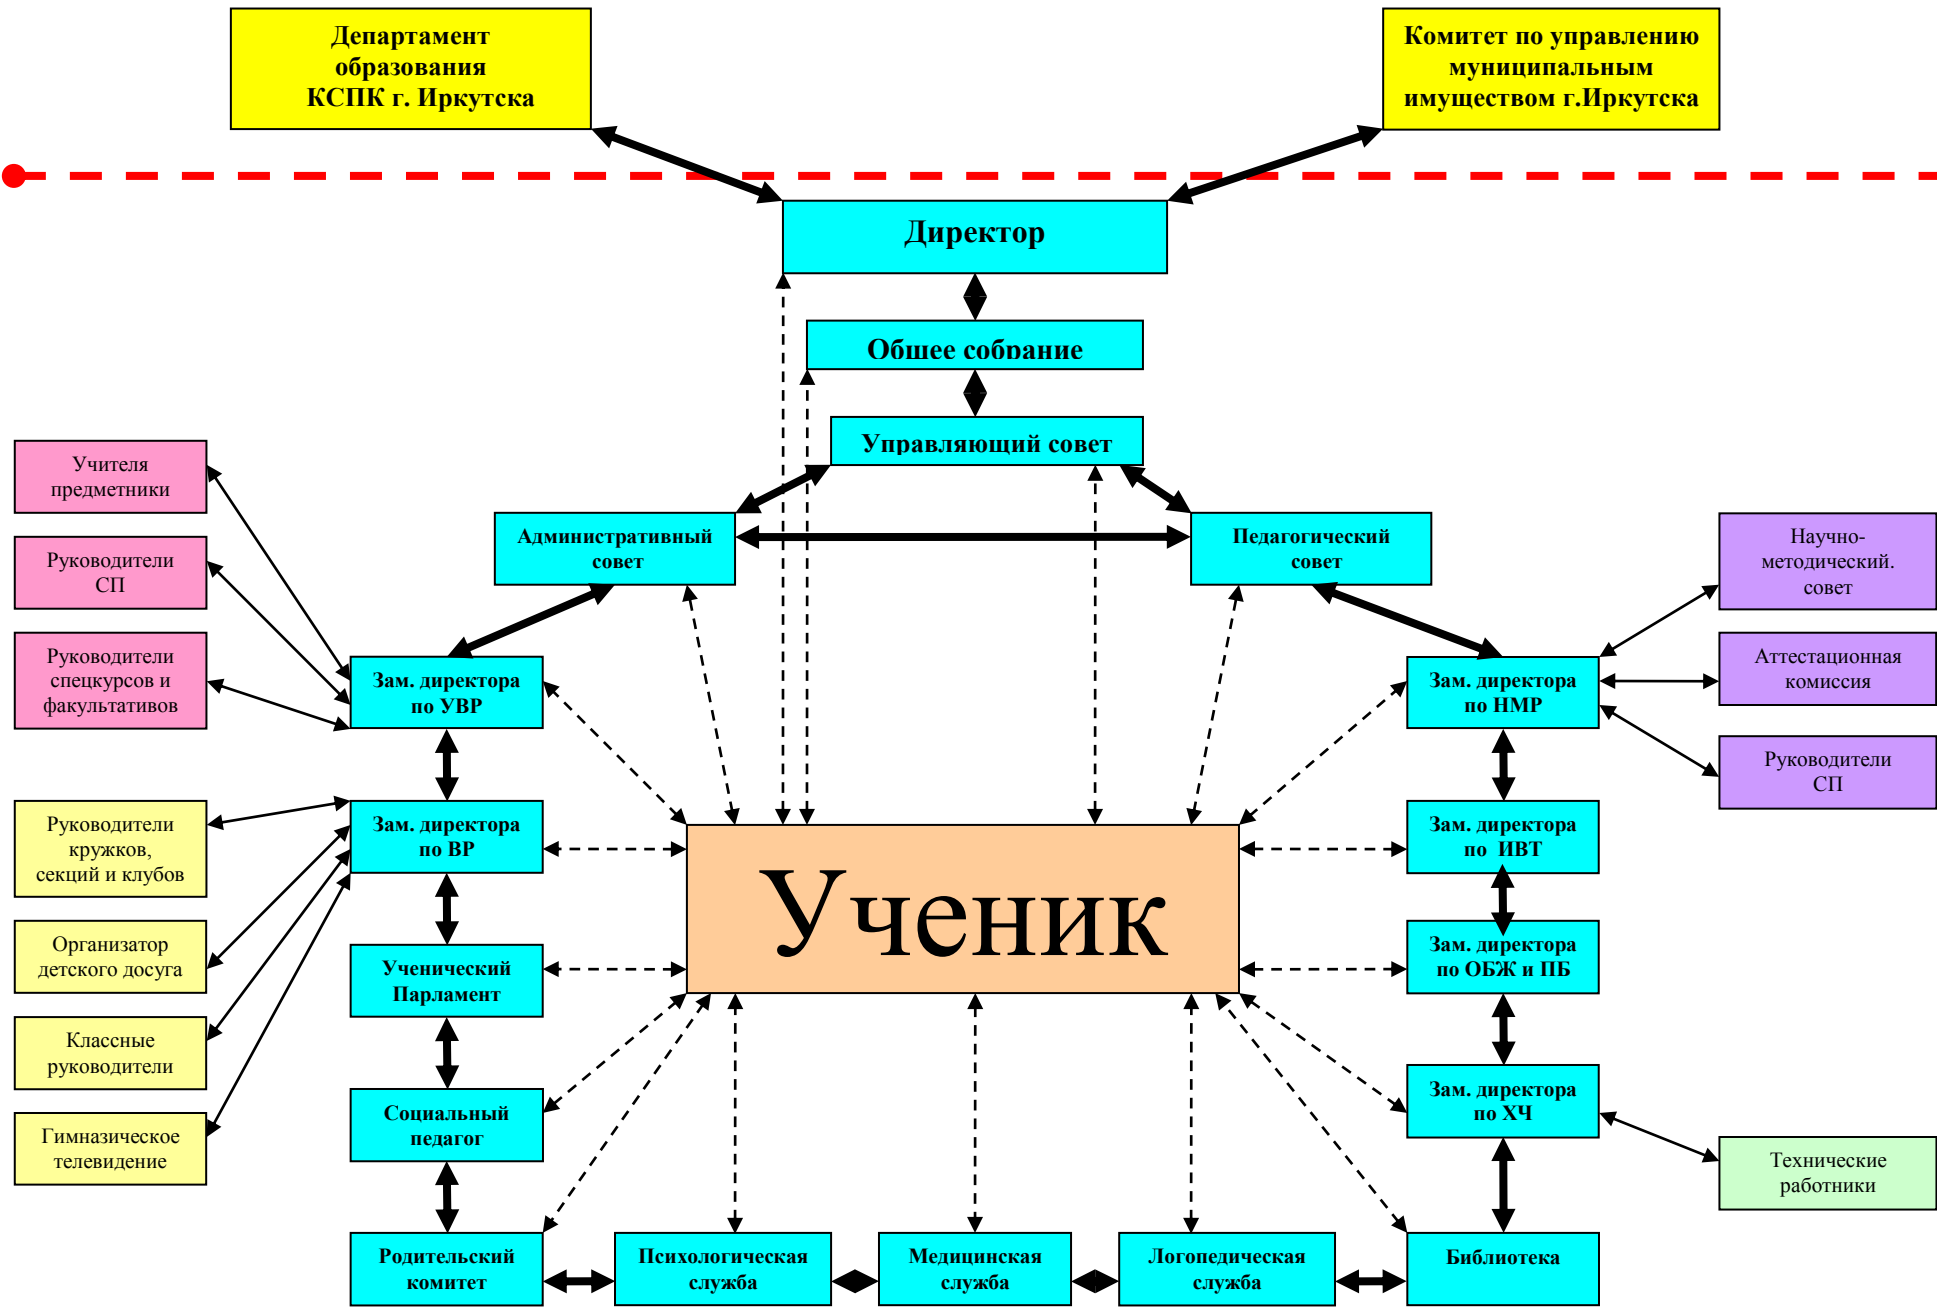 Департамент
образования
КСПК г. Иркутска
Комитет по управлению
муниципальным
имуществом г.Иркутска
Директор
Общее собрание
Управляющий совет
Административный
совет
Педагогический
совет
Учителя
предметники
Руководители
СП
Руководители
спецкурсов и
факультативов
Зам. директора
по УВР
Зам. директора
по НМР
Научно-
методический.
совет
Аттестационная
комиссия
Руководители
СП
Руководители
кружков,
секций и клубов
Организатор
детского досуга
Классные
руководители
Гимназическое
телевидение
Зам. директора
по ВР
Ученический
Парламент
Социальный
педагог
Ученик
Зам. директора
по ИВТ
Зам. директора
по ОБЖ и ПБ
Зам. директора
по ХЧ
Технические
работники
Родительский
комитет
Психологическая
служба
Медицинская
служба
Логопедическая
служба
Библиотека